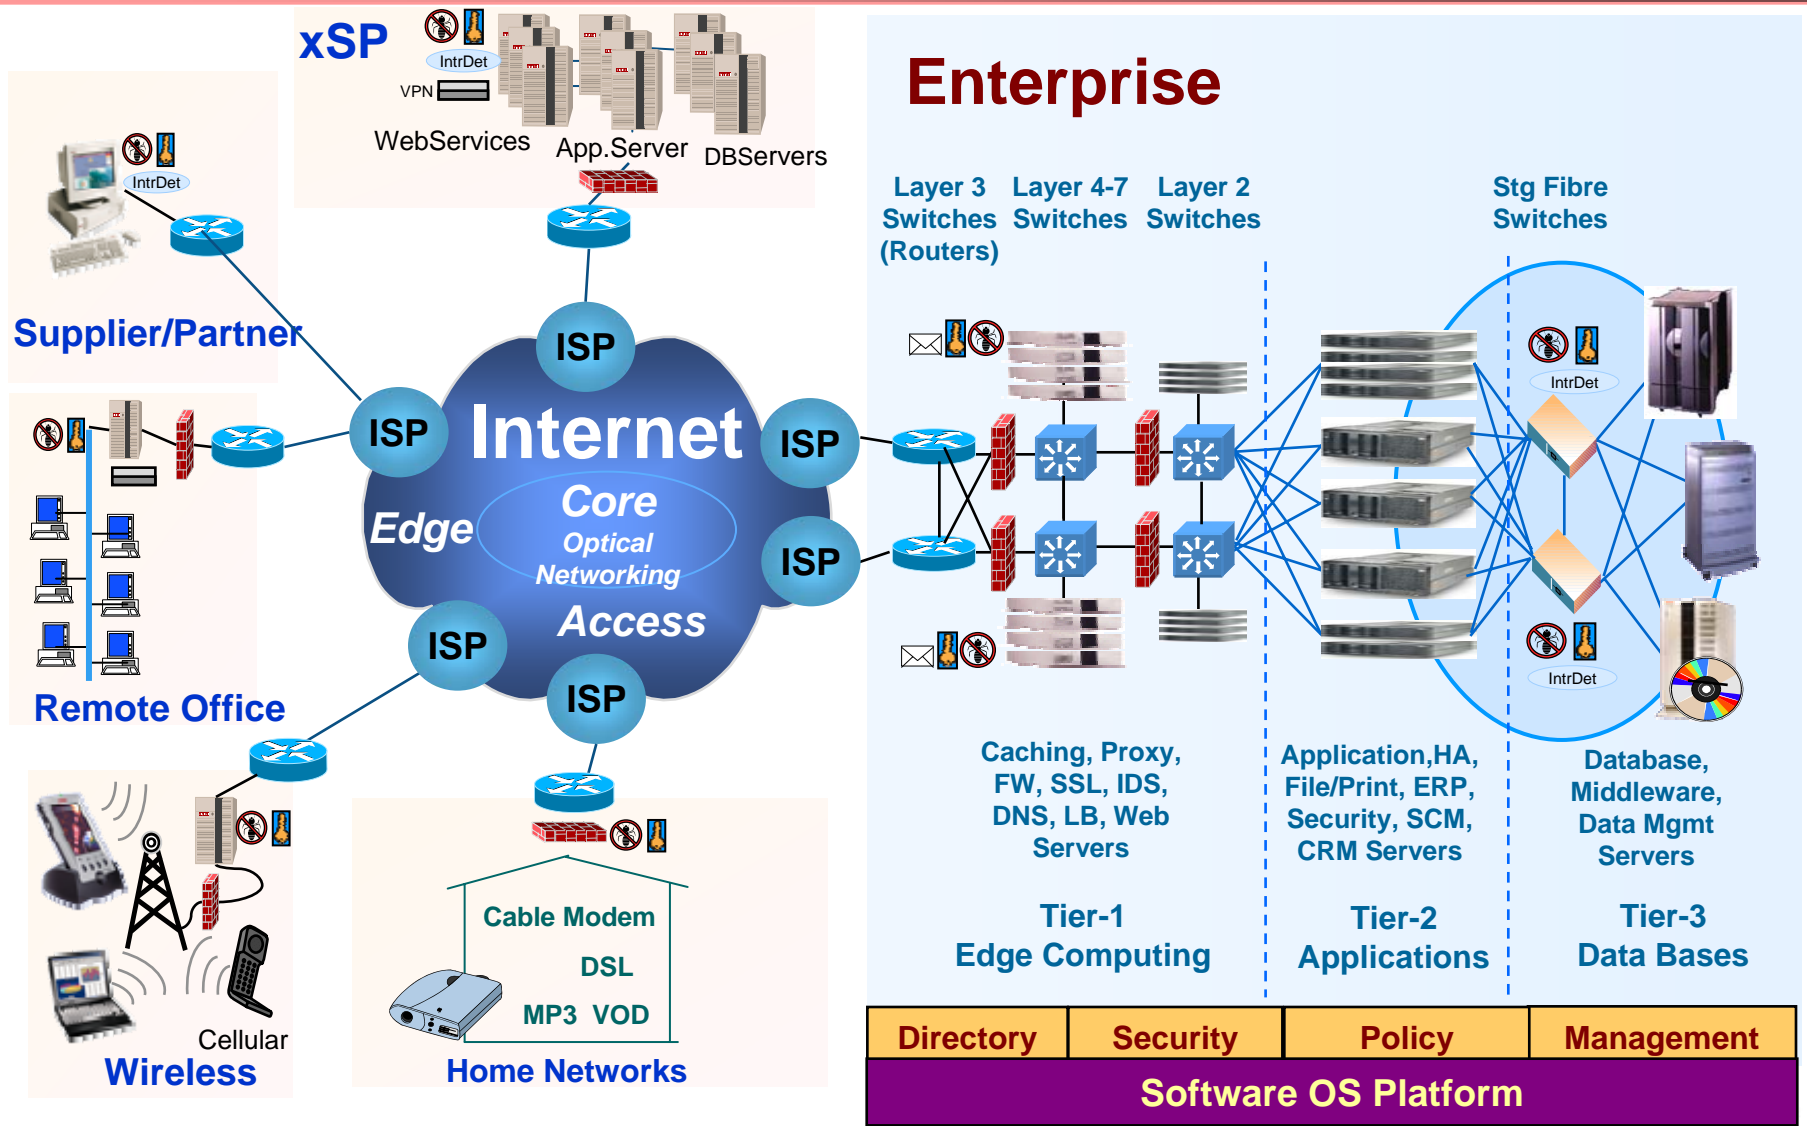 xSP
IntrDet
VPN
WebServices
App.Server
DBServers
IntrDet
Supplier/Partner
Remote Office
Cellular
Wireless
Cable Modem
DSL
MP3 VOD
Home Networks
ISP
ISP
ISP
ISP
ISP
ISP
Internet
Core
Optical
Networking
Edge
Access
Enterprise
Layer 3
Switches
(Routers)
Layer 4-7
Switches
Layer 2
Switches
Stg Fibre
Switches
IntrDet
IntrDet
Caching, Proxy,
FW, SSL, IDS,
DNS, LB, Web
Servers
Application,HA,
File/Print, ERP,
Security, SCM,
CRM Servers
Database,
Middleware,
Data Mgmt
Servers
Tier-1
Edge Computing
Tier-2
Applications
Tier-3
Data Bases
Directory
Security
Policy
Management
Software OS Platform